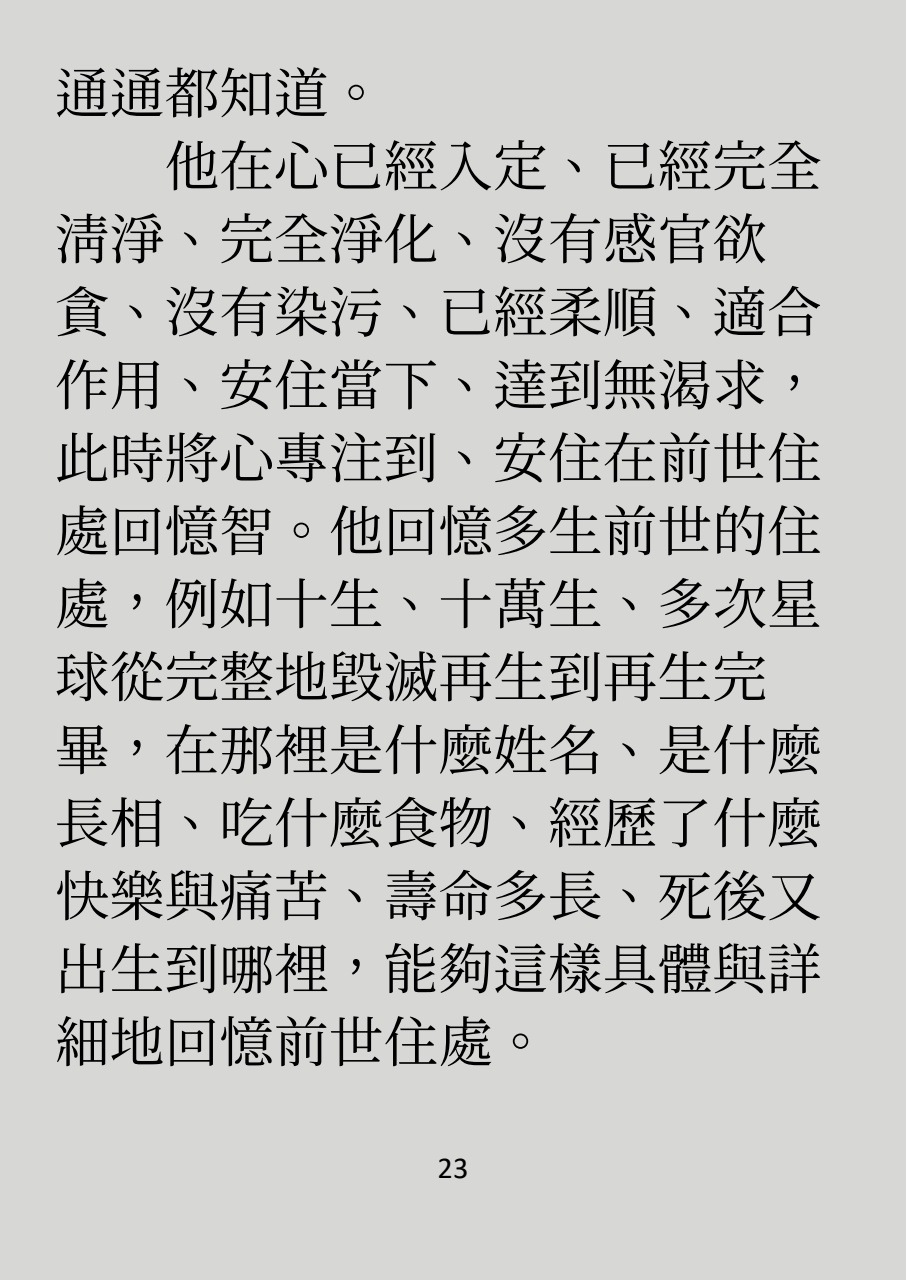 通通都知道。
他在心已經入定、已經完全
清淨、完全淨化、沒有感官欲
貪、沒有染污、已經柔順、適合
作用、安住當下、達到無渴求，
此時將心專注到、安住在前世住
處回憶智。他回憶多生前世的住
處，例如十生、十萬生、多次星
球從完整地毀滅再生到再生完
畢，在那裡是什麼姓名、是什麼
長相、吃什麼食物、經歷了什麼
快樂與痛苦、壽命多長、死後又
出生到哪裡，能夠這樣具體與詳
細地回憶前世住處。
23